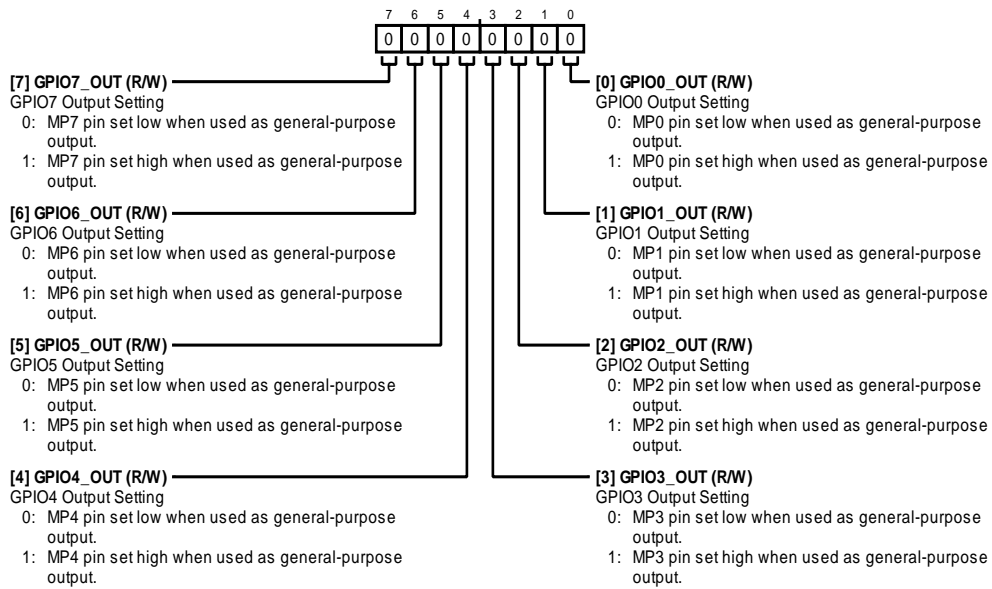 7 6 5 4 3 2 1 0
0 0 0 0 0 0 0 0
[7] GPIO7_OUT (R/W)
GPIO7 Output Setting
0: MP7 pin set low when used as general-purpose
output.
1: MP7 pin set high when used as general-purpose
output.
[6] GPIO6_OUT (R/W)
GPIO6 Output Setting
0: MP6 pin set low when used as general-purpose
output.
1: MP6 pin set high when used as general-purpose
output.
[5] GPIO5_OUT (R/W)
GPIO5 Output Setting
0: MP5 pin set low when used as general-purpose
output.
1: MP5 pin set high when used as general-purpose
output.
[4] GPIO4_OUT (R/W)
GPIO4 Output Setting
0: MP4 pin set low when used as general-purpose
output.
1: MP4 pin set high when used as general-purpose
output.
[0] GPIO0_OUT (R/W)
GPIO0 Output Setting
0: MP0 pin set low when used as general-purpose
output.
1: MP0 pin set high when used as general-purpose
output.
[1] GPIO1_OUT (R/W)
GPIO1 Output Setting
0: MP1 pin set low when used as general-purpose
output.
1: MP1 pin set high when used as general-purpose
output.
[2] GPIO2_OUT (R/W)
GPIO2 Output Setting
0: MP2 pin set low when used as general-purpose
output.
1: MP2 pin set high when used as general-purpose
output.
[3] GPIO3_OUT (R/W)
GPIO3 Output Setting
0: MP3 pin set low when used as general-purpose
output.
1: MP3 pin set high when used as general-purpose
output.